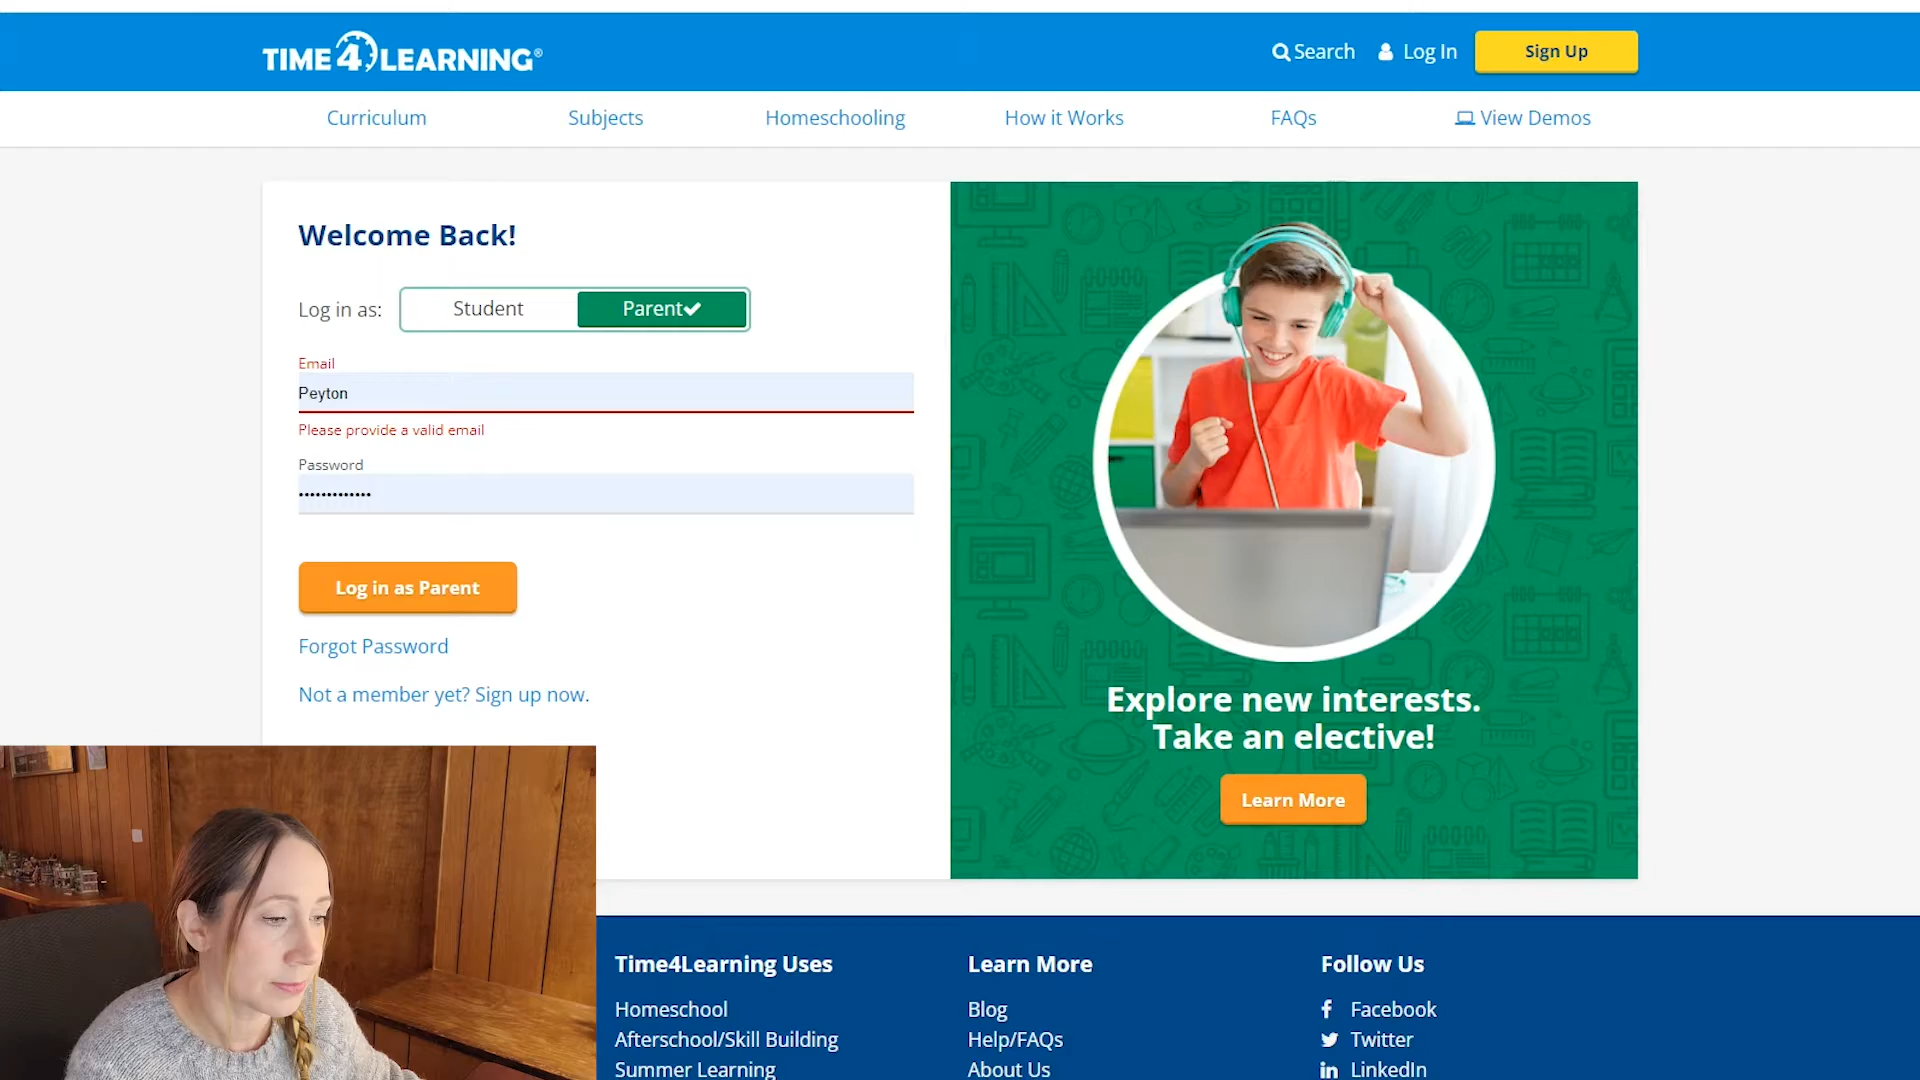 TIME 4 LEARNING®
Search
Log In
Sign Up
Curriculum
Subjects
Homeschooling
How it Works
FAQs
View Demos
Welcome Back!
Log in as:
Student
Parent
Email
Peyton
Please provide a valid email
Password
•••••••••••••
Log in as Parent
Forgot Password
Not a member yet? Sign up now.
Explore new interests.
Take an elective!
Learn More
Time4Learning Uses
Homeschool
Afterschool/Skill Building
Summer Learning
Learn More
Blog
Help/FAQs
About Us
Follow Us
Facebook
Twitter
LinkedIn